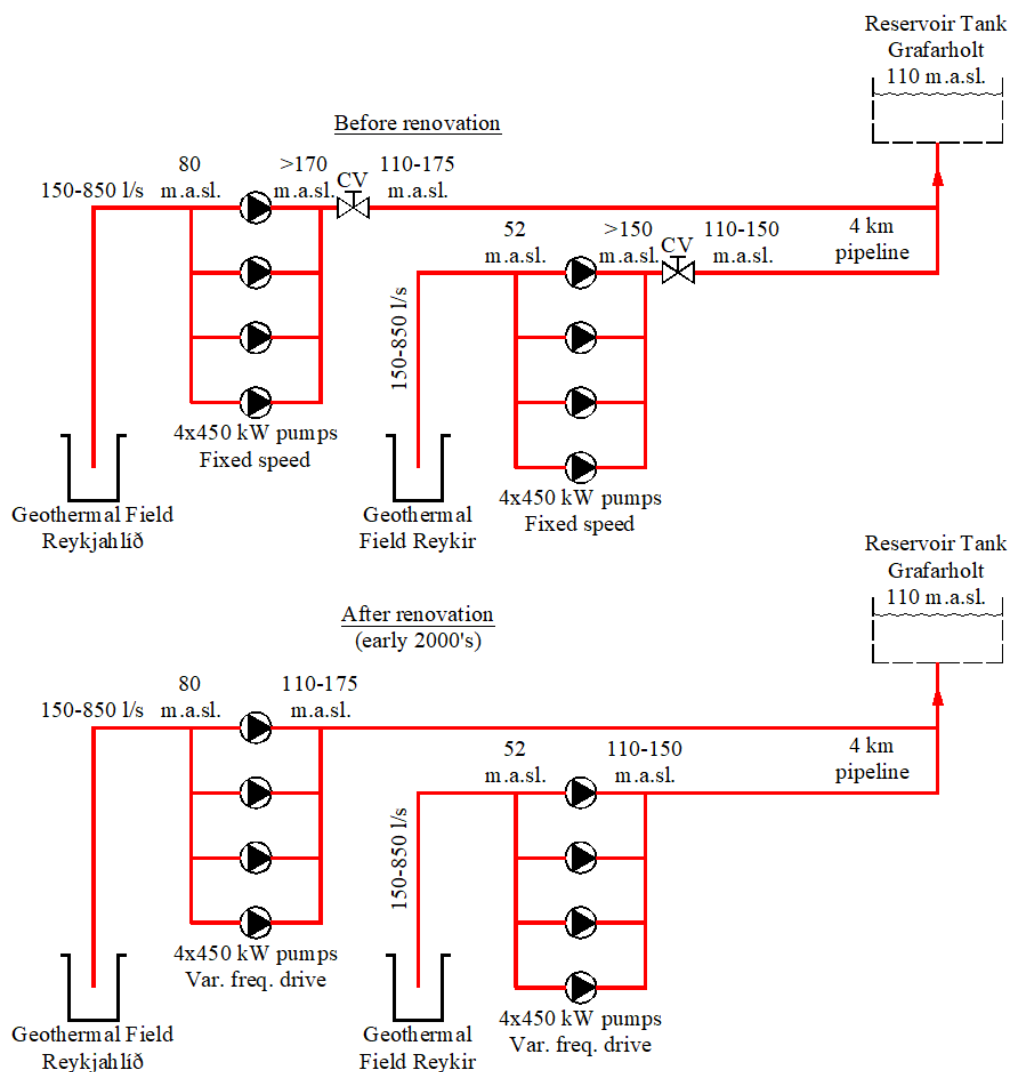 Reservoir Tank
Grafarholt
110 m.a.sl.
Before renovation
80
m.a.sl.
>170
m.a.sl.
CV
110-175
m.a.sl.
150-850 l/s
52
m.a.sl.
>150
m.a.sl.
CV
110-150
m.a.sl.
4 km
pipeline
150-850 l/s
4x450 kW pumps
Fixed speed
Geothermal Field
Reykjahlíð
4x450 kW pumps
Fixed speed
Geothermal
Field Reykir
Reservoir Tank
Grafarholt
110 m.a.sl.
After renovation
(early 2000's)
80
m.a.sl.
110-175
m.a.sl.
150-850 l/s
52
m.a.sl.
110-150
m.a.sl.
4 km
pipeline
150-850 l/s
4x450 kW pumps
Var. freq. drive
Geothermal Field
Reykjahlíð
4x450 kW pumps
Var. freq. drive
Geothermal
Field Reykir